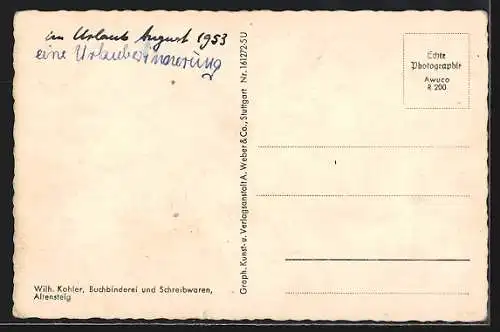 im Urlaub August 1953
eine Urlaubserinnerung
Echte
Photographie
Awuco
R 200
Graph. Kunst- u. Verlagsanstalt A. Weber & Co., Stuttgart Nr. 161272-5U
Wilh. Kohler, Buchbinderei und Schreibwaren,
Altensteig